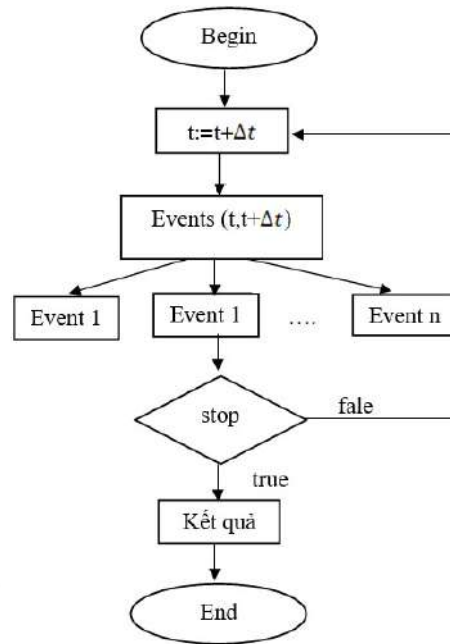 Begin
t:=t+Δt
Events (t,t+Δt)
Event 1
Event 1
....
Event n
stop
fale
true
Kết quả
End